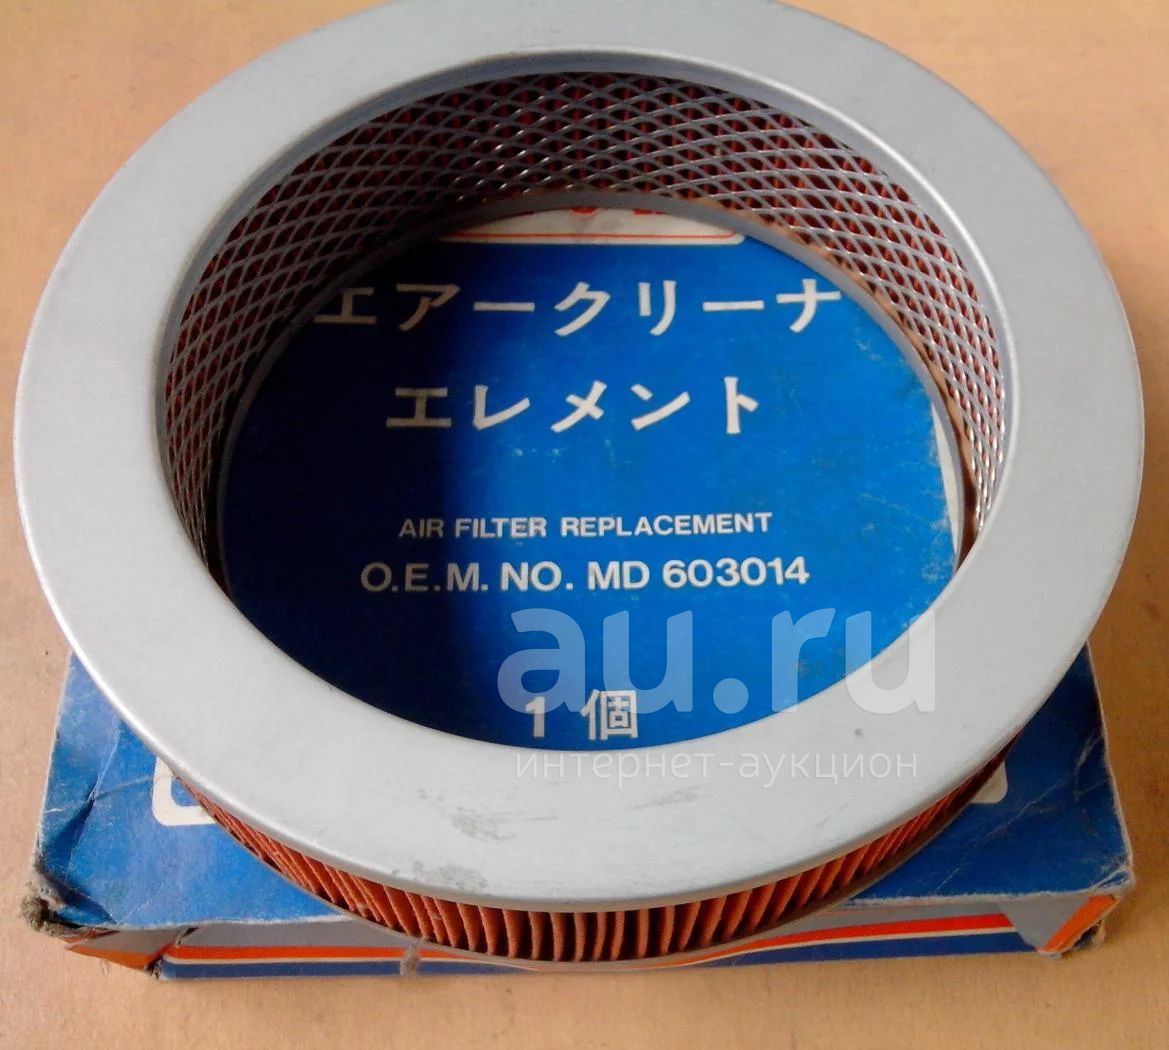 エアークリーナ
エレメント
AIR FILTER REPLACEMENT
O.E.M. NO. MD 603014
au.ru
1 個
интернет-аукцион